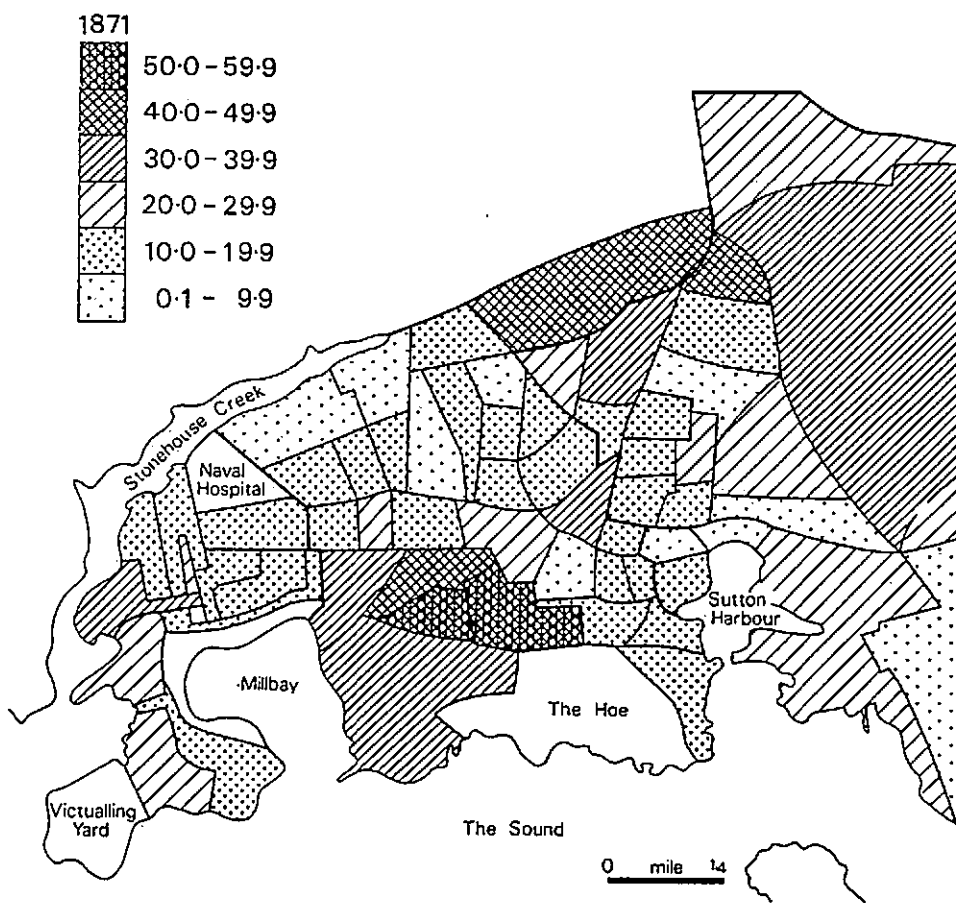 1871
50·0 – 59·9
40·0 – 49·9
30·0 – 39·9
20·0 – 29·9
10·0 – 19·9
0·1 – 9·9
Stonehouse Creek
Naval
Hospital
Sutton
Harbour
Millbay
The Hoe
Victualling
Yard
The Sound
0 mile ¼